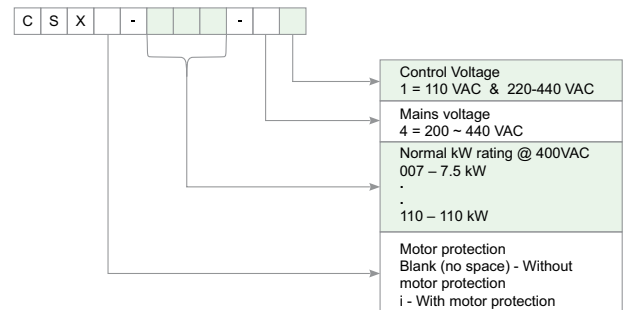 C S X - -
Control Voltage
1 = 110 VAC & 220-440 VAC
Mains voltage
4 = 200 ~ 440 VAC
Normal kW rating @ 400VAC
007 – 7.5 kW
.
.
110 – 110 kW
Motor protection
Blank (no space) - Without
motor protection
i - With motor protection